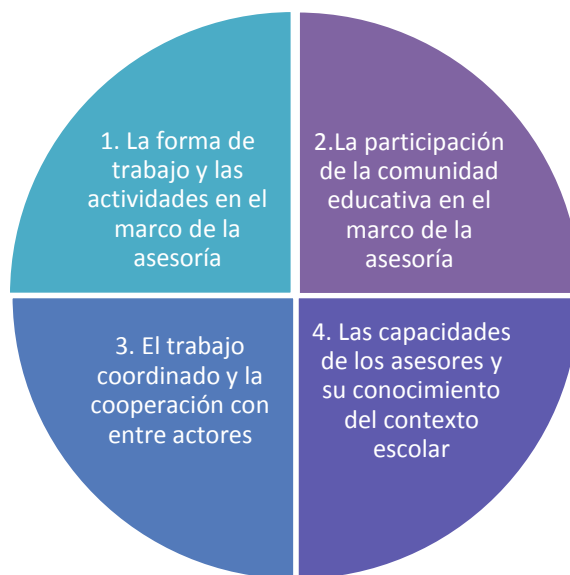 1. La forma de
trabajo y las
actividades en el
marco de la
asesoría
2.La participación
de la comunidad
educativa en el
marco de la
asesoría
3. El trabajo
coordinado y la
cooperación con
entre actores
4. Las capacidades
de los asesores y
su conocimiento
del contexto
escolar